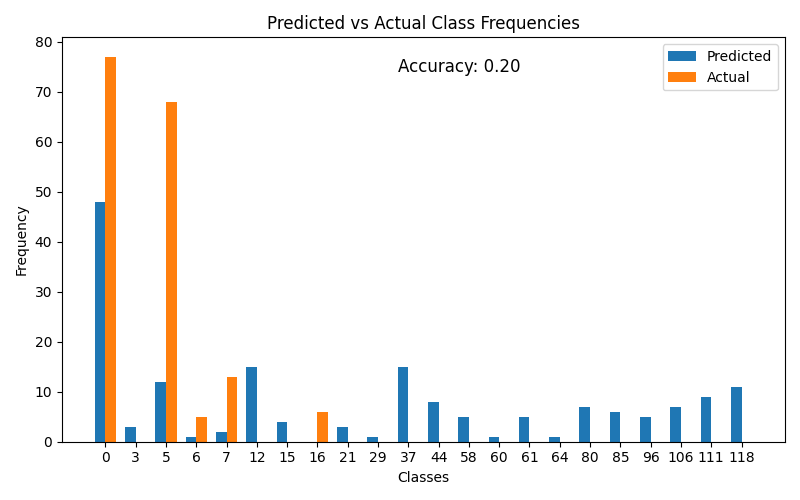 Predicted vs Actual Class Frequencies
Accuracy: 0.20
Predicted
Actual
80
70
60
50
40
30
20
10
0
Frequency
0 3 5 6 7 12 15 16 21 29 37 44 58 60 61 64 80 85 96 106 111 118
Classes